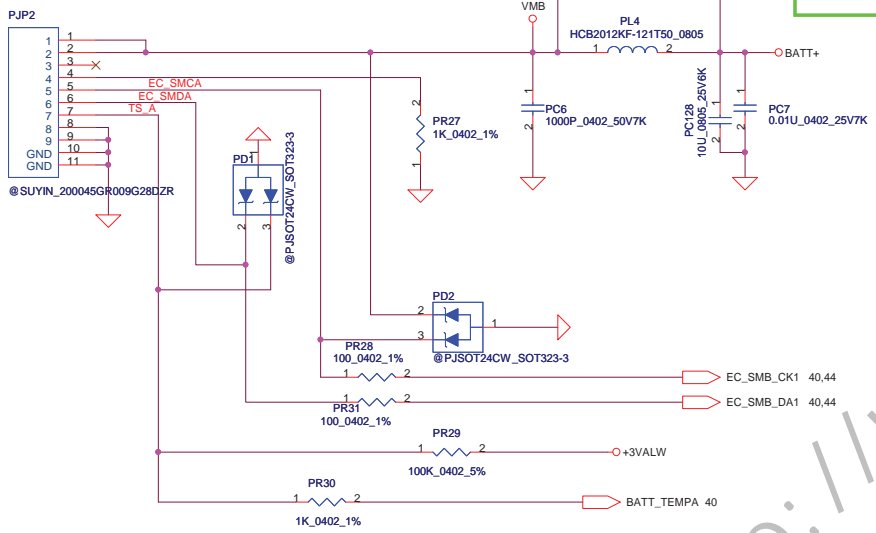 PJP2
1
2
3
4
5
6
7
8
9
GND
GND
1
2
3
4
5
6
7
8
9
10
11
@SUYIN_200045GR009G28DZR
EC_SMCA
EC_SMDA
TS_A
VMB
PL4
HCB2012KF-121T50_0805
1
2
BATT+
1
2
PC6
1000P_0402_50V7K
1
2
PC128
10U_0805_25V6K
1
2
PC7
0.01U_0402_25V7K
2
PR27
1K_0402_1%
1
PD1
1
2
3
@PJSOT24CW_SOT323-3
PD2
2
3
1
@PJSOT24CW_SOT323-3
PR28
100_0402_1%
1
2
EC_SMB_CK1 40,44
1
2
PR31
100_0402_1%
EC_SMB_DA1 40,44
PR29
1
2
100K_0402_5%
+3VALW
PR30
1
2
1K_0402_1%
BATT_TEMPA 40